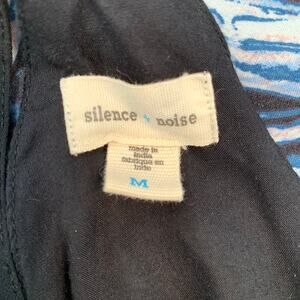 silence + noise
made in
india
fabriqué en
inde
M